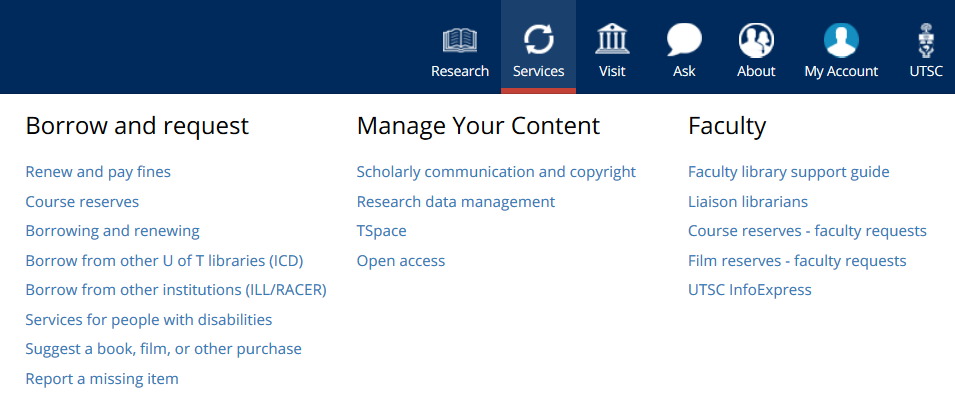 Research
Services
Visit
Ask
About
My Account
UTSC
Borrow and request
Renew and pay fines
Course reserves
Borrowing and renewing
Borrow from other U of T libraries (ICD)
Borrow from other institutions (ILL/RACER)
Services for people with disabilities
Suggest a book, film, or other purchase
Report a missing item
Manage Your Content
Scholarly communication and copyright
Research data management
TSpace
Open access
Faculty
Faculty library support guide
Liaison librarians
Course reserves - faculty requests
Film reserves - faculty requests
UTSC InfoExpress